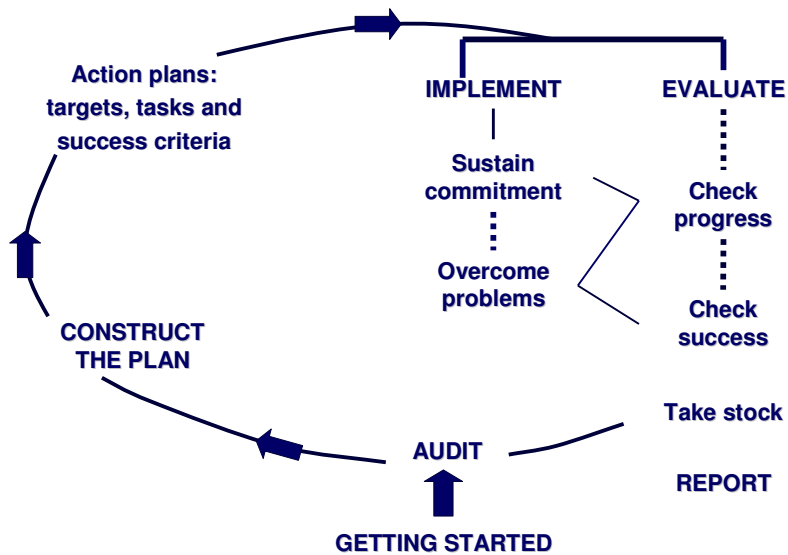 Action plans:
targets, tasks and
success criteria
IMPLEMENT
EVALUATE
Sustain
commitment
Check
progress
Overcome
problems
Check
success
CONSTRUCT
THE PLAN
Take stock
AUDIT
REPORT
GETTING STARTED